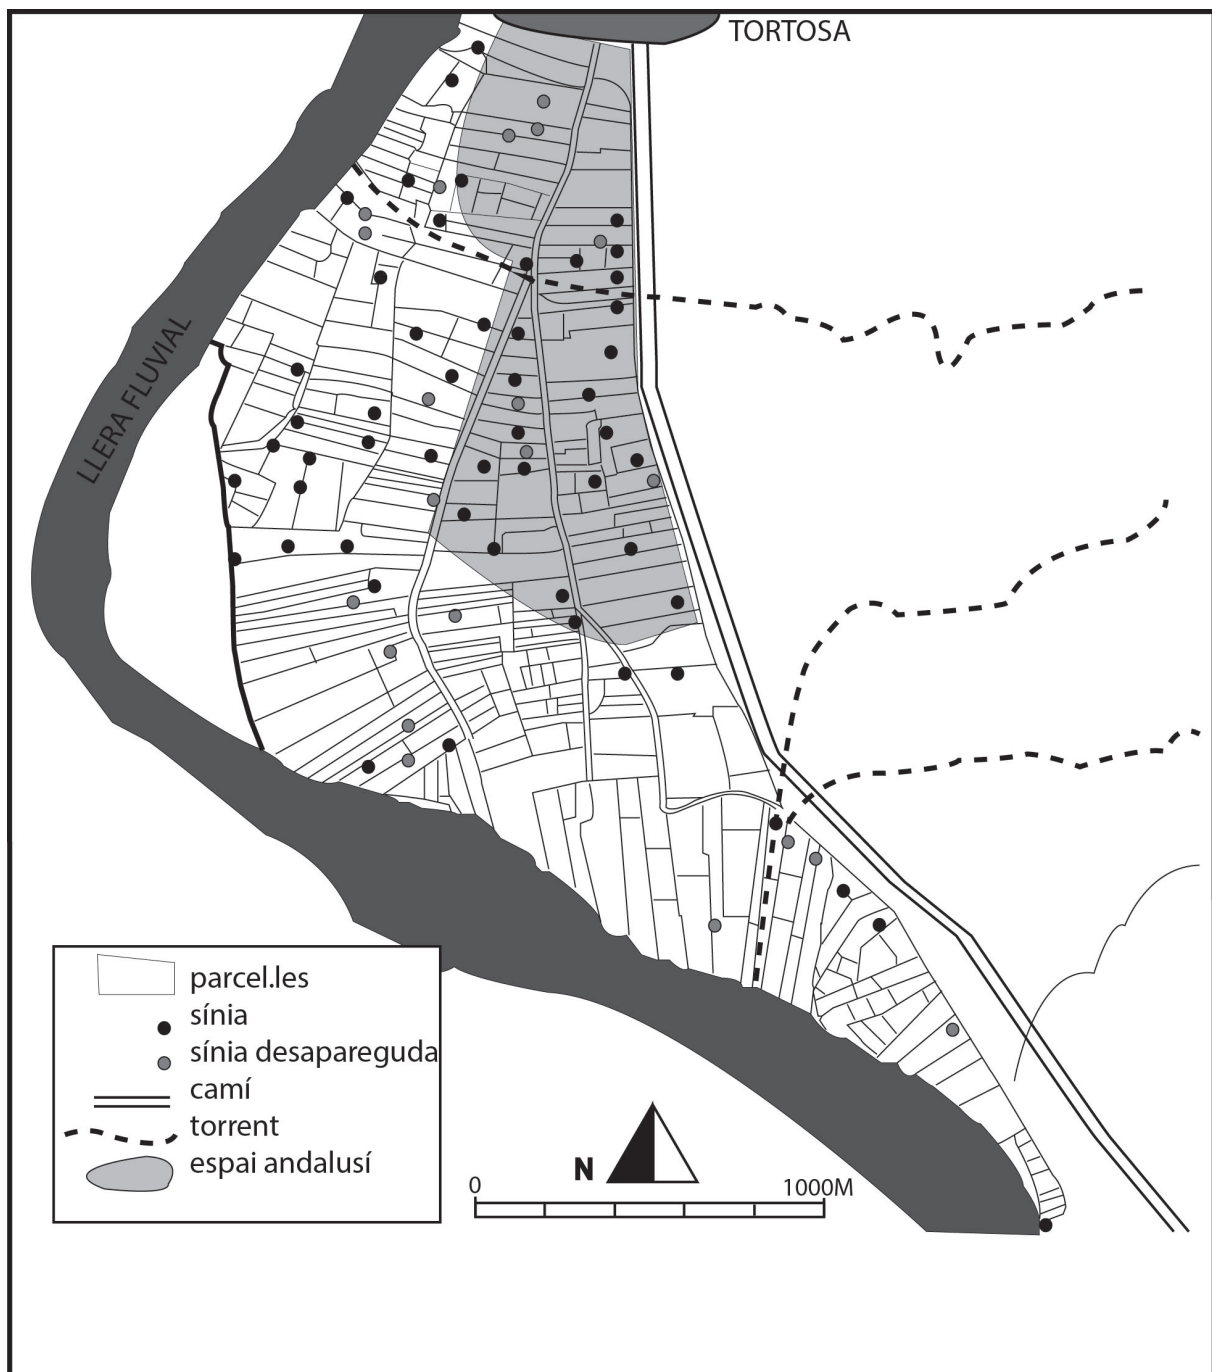 TORTOSA
LLERA FLUVIAL
parcel.les
sínia
sínia desapareguda
camí
torrent
espai andalusí
N
0
1000M